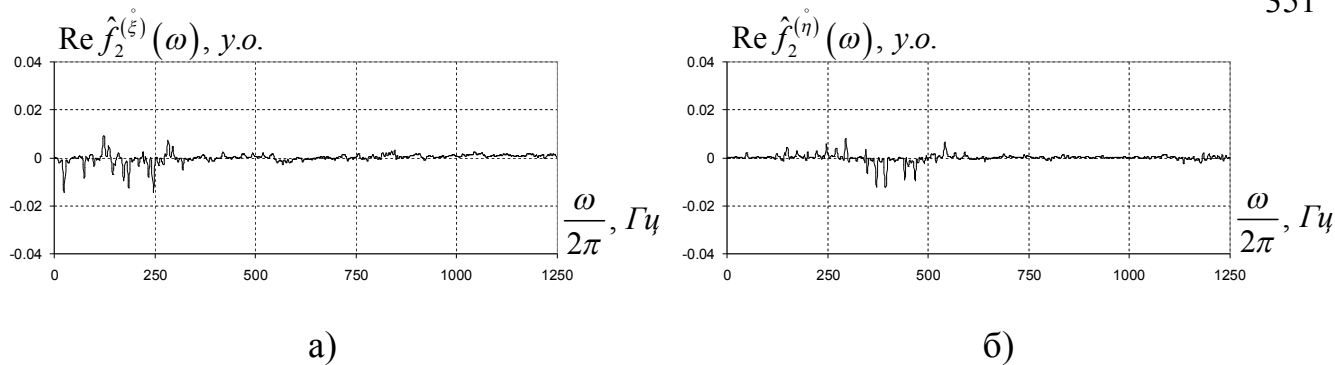 351
Re f̂₂^(ξ̊)(ω), у.о.
0.04
0.02
0
-0.02
-0.04
0 250 500 750 1000 1250
ω/2π, Гц
а)
Re f̂₂^(η̊)(ω), у.о.
0.04
0.02
0
-0.02
-0.04
0 250 500 750 1000 1250
ω/2π, Гц
б)